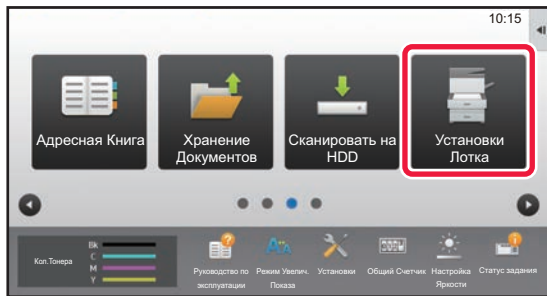 10:15
Адресная Книга
Хранение
Документов
Сканировать на
HDD
Установки
Лотка
Кол.Тонера
Bk
C
M
Y
Руководство по
эксплуатации
Режим Увелич.
Показа
Установки
Общий Счетчик
Настройка
Яркости
Статус задания